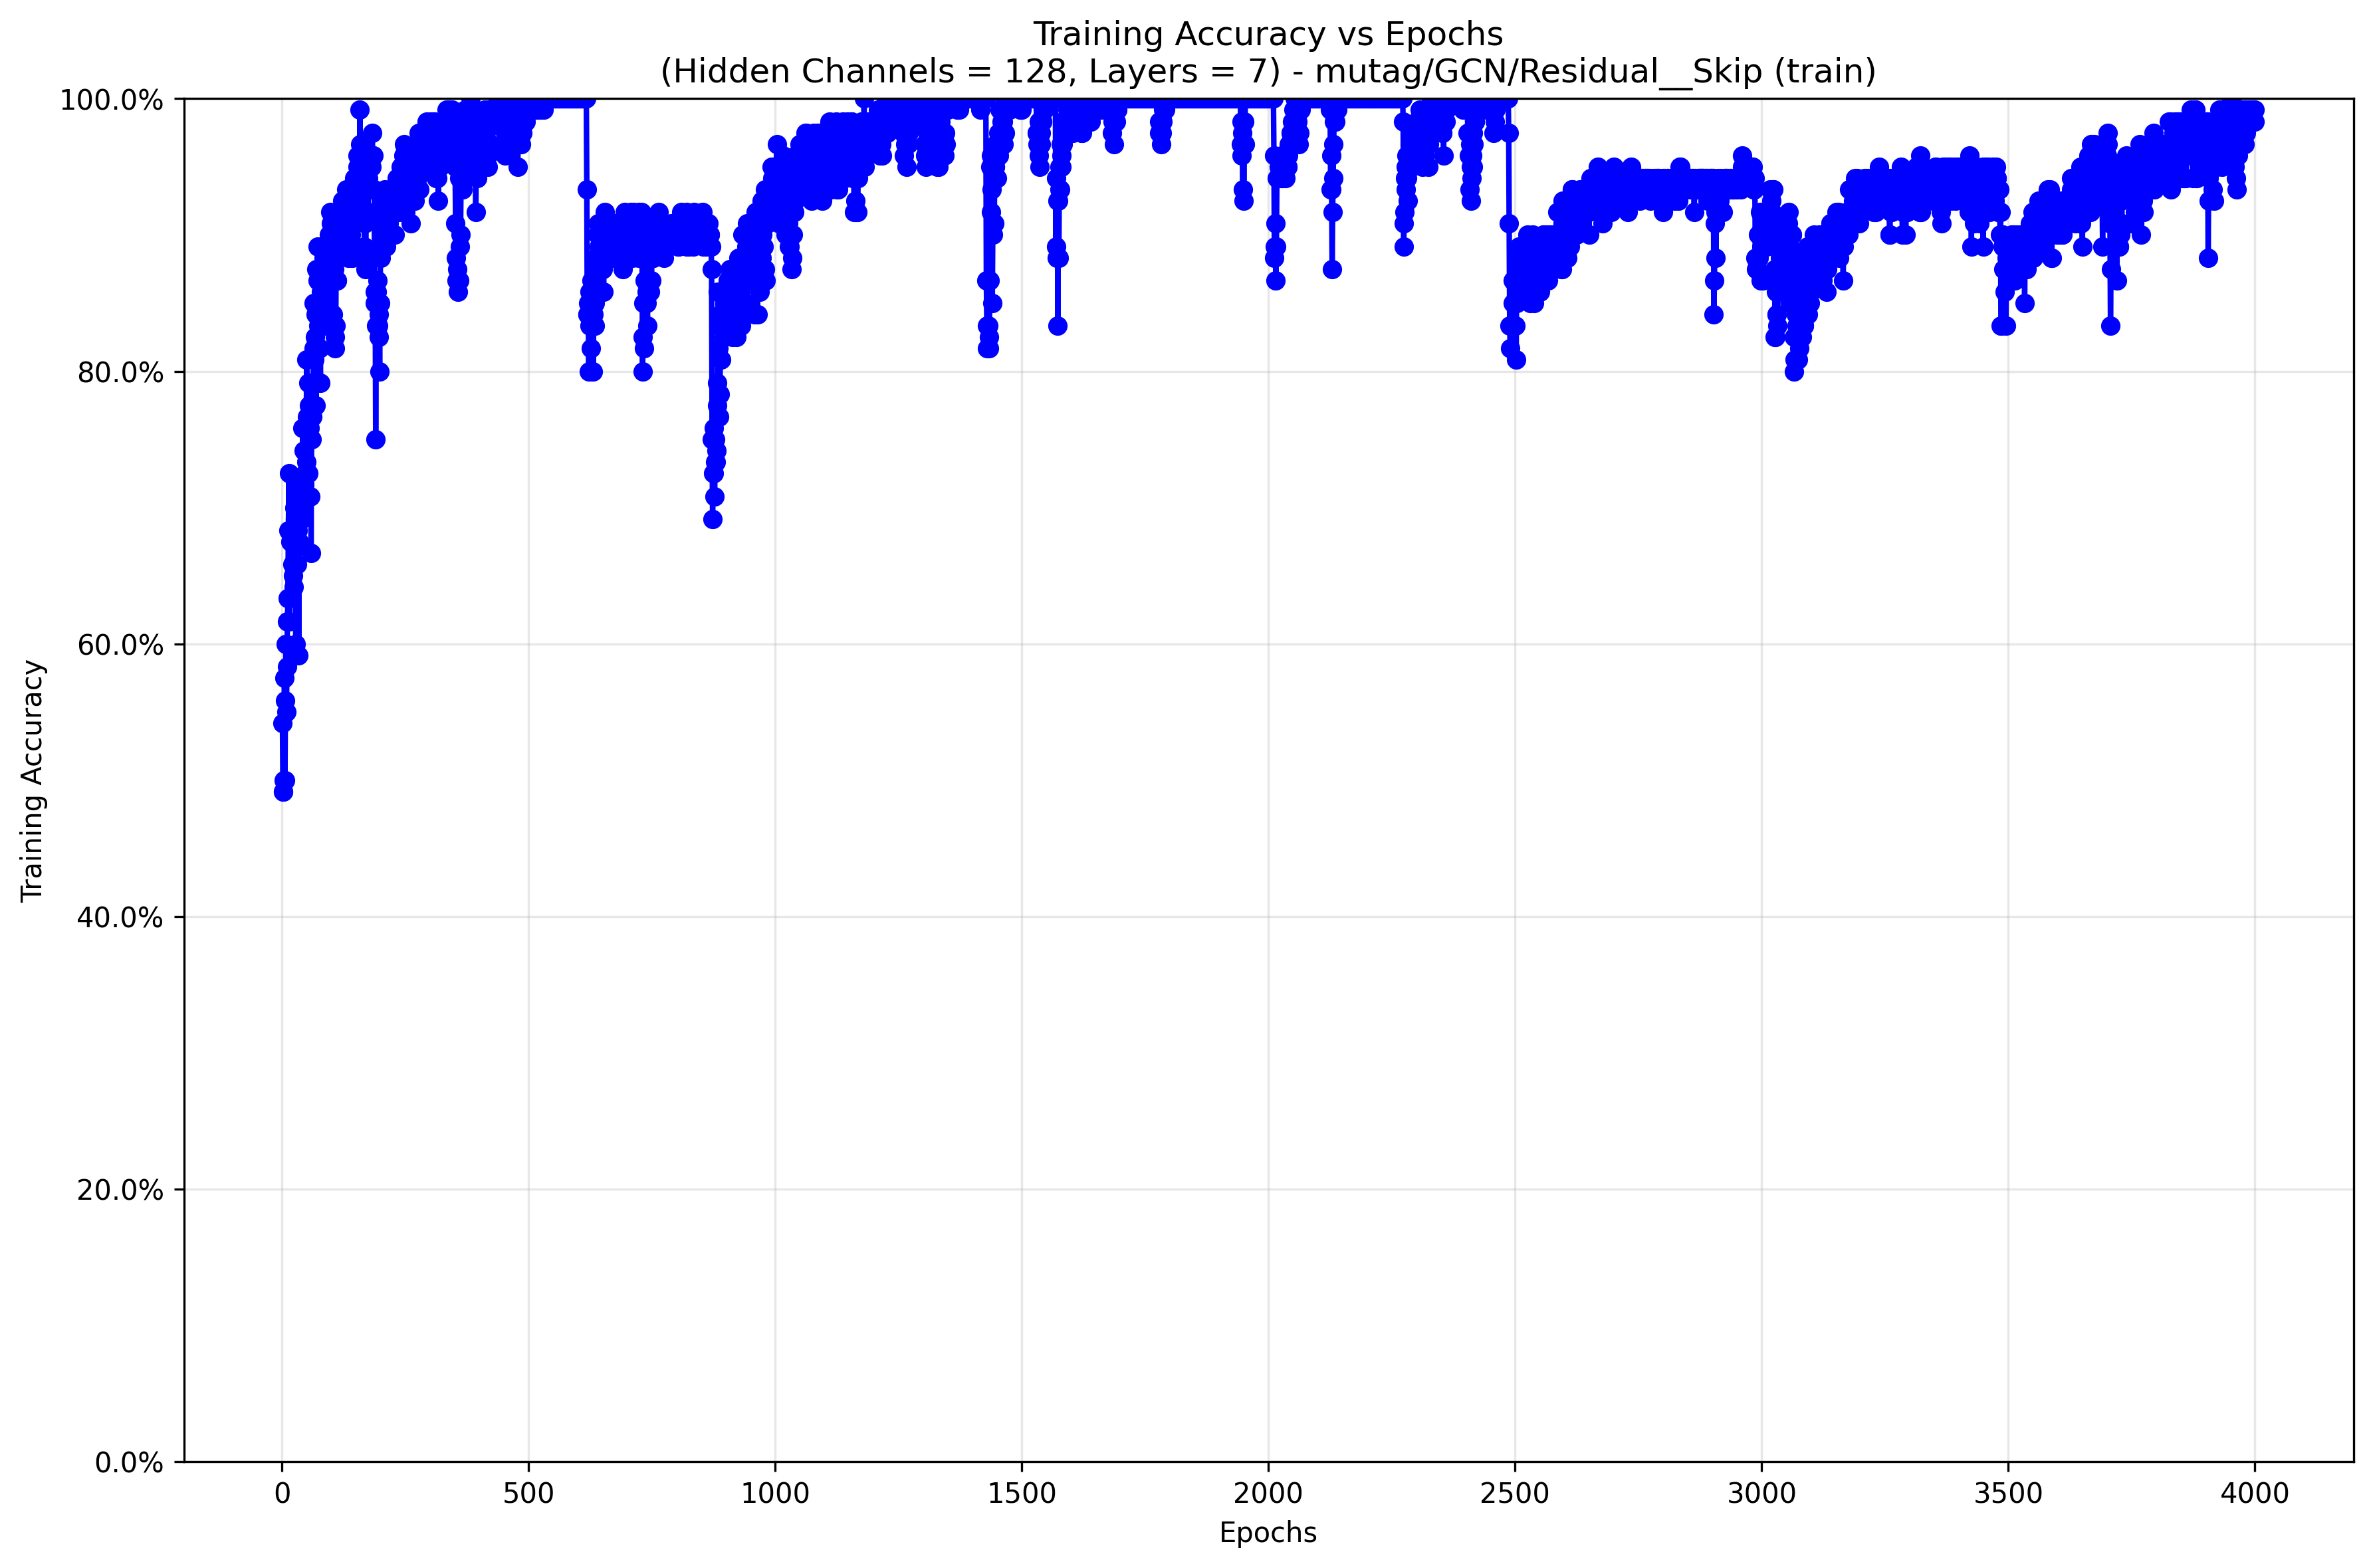 Training Accuracy vs Epochs
(Hidden Channels = 128, Layers = 7) - mutag/GCN/Residual__Skip (train)
100.0%
80.0%
60.0%
40.0%
20.0%
0.0%
Training Accuracy
0 500 1000 1500 2000 2500 3000 3500 4000
Epochs